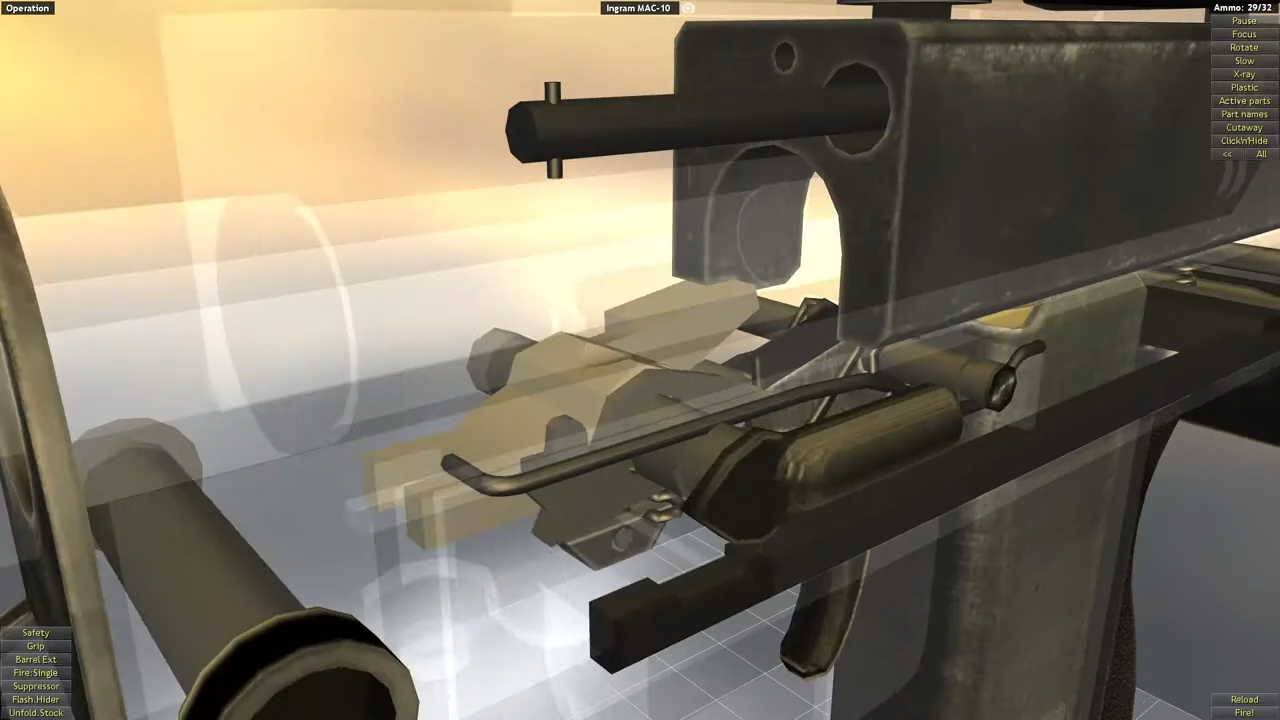 Operation
Ingram MAC-10
Ammo: 29/32
Pause
Focus
Rotate
Slow
X-ray
Plastic
Active parts
Part names
Cutaway
Click'n'Hide
<< All
Safety
Grip
Barrel Ext
Fire:Single
Suppressor
Flash.Hider
Unfold.Stock
Reload
Fire!